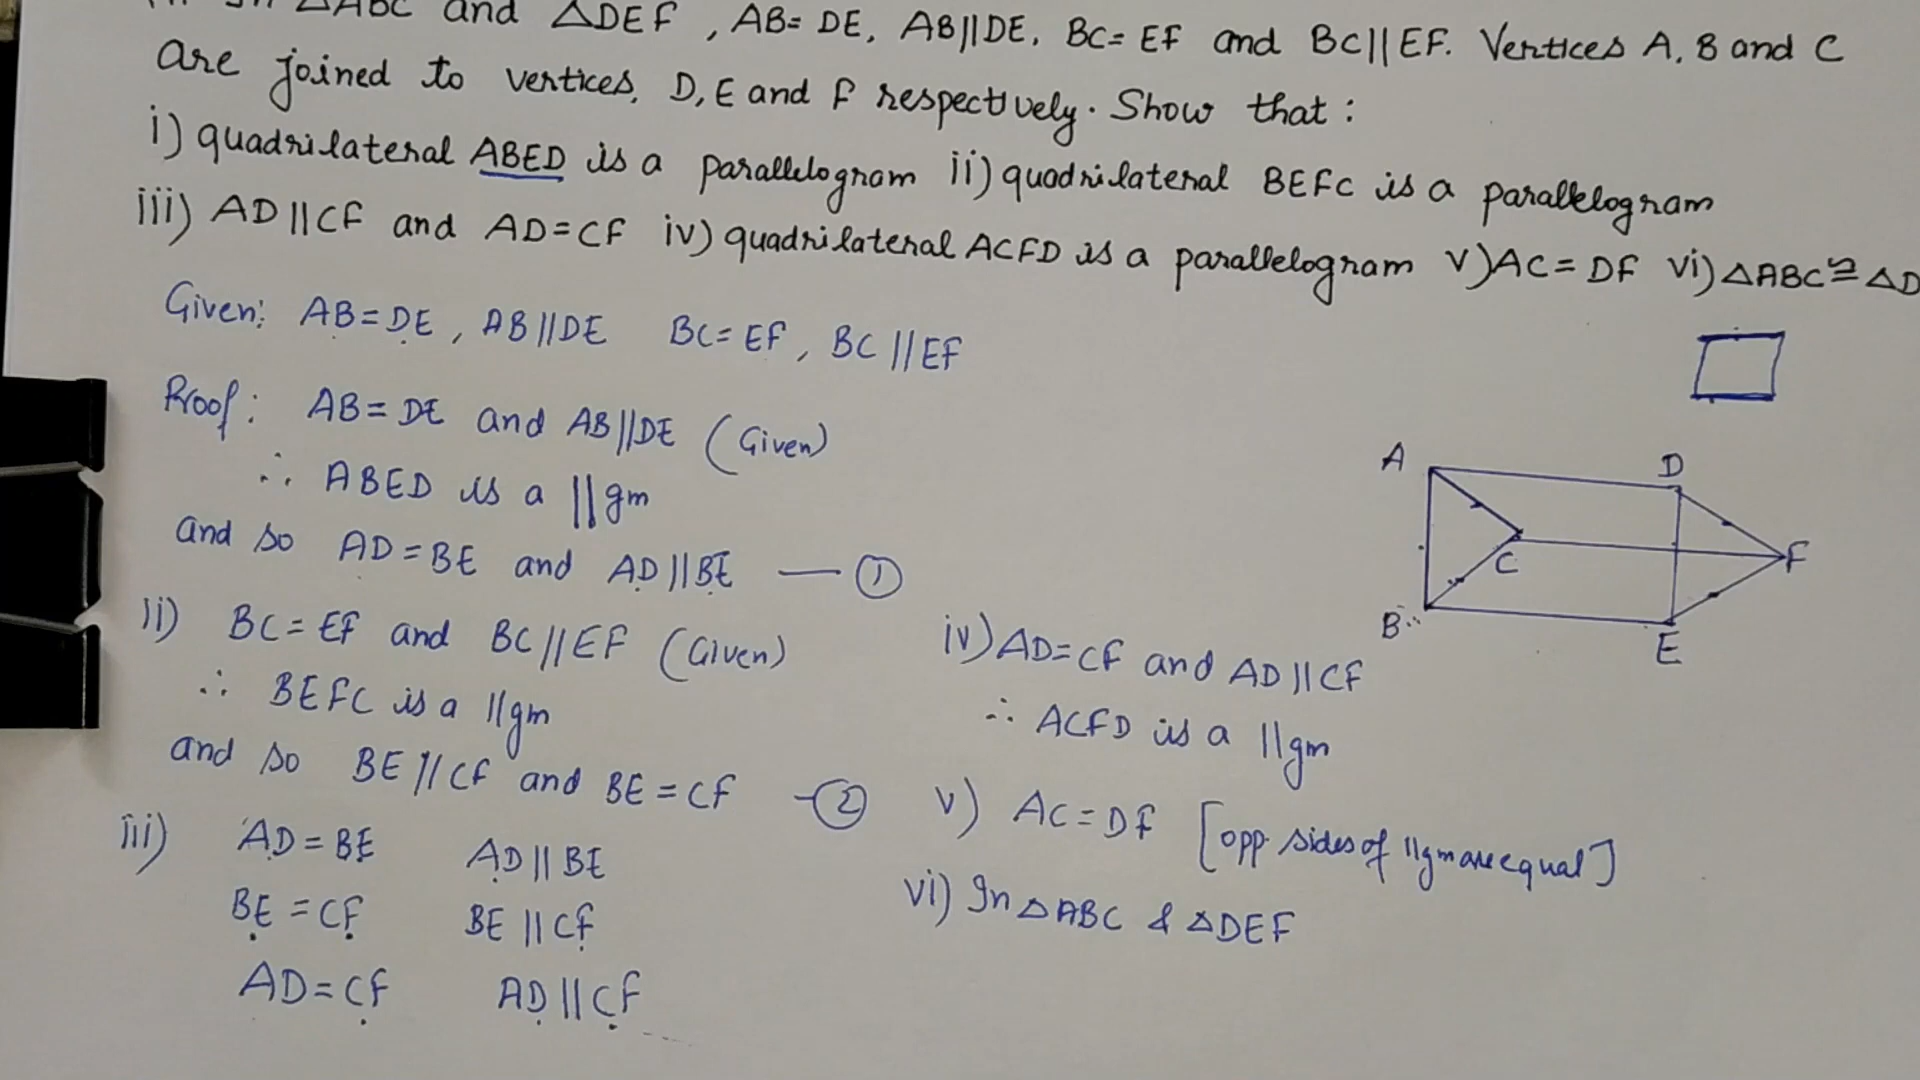 In △ABC and △DEF, AB= DE, AB||DE, BC= EF and BC||EF. Vertices A, B and C
are joined to vertices, D, E and F respectively. Show that :
i) quadrilateral ABED is a parallelogram ii) quadrilateral BEFC is a parallelogram
iii) AD||CF and AD=CF iv) quadrilateral ACFD is a parallelogram v) AC= DF vi) △ABC≅△D
Given: AB=DE, AB||DE BC=EF, BC||EF
Proof: AB=DE and AB||DE (Given)
∴ ABED is a ||gm
and so AD=BE and AD||BE —①
ii) BC=EF and BC||EF (Given)
∴ BEFC is a ||gm
and so BE||CF and BE=CF -②
iii) AD=BE AD||BE
BE=CF BE||CF
AD=CF AD||CF
iv) AD=CF and AD||CF
∴ ACFD is a ||gm
v) AC=DF [opp. sides of ||gm are equal]
vi) In △ABC & △DEF
A
D
C
F
B
E